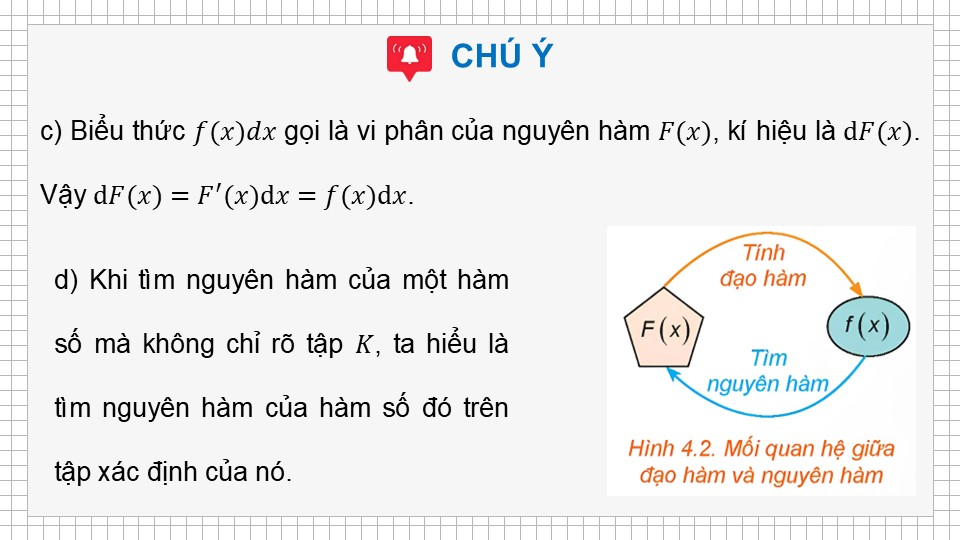 CHÚ Ý
c) Biểu thức 𝑓(𝑥)𝑑𝑥 gọi là vi phân của nguyên hàm 𝐹(𝑥), kí hiệu là d𝐹(𝑥).
Vậy d𝐹(𝑥) = 𝐹′(𝑥)d𝑥 = 𝑓(𝑥)d𝑥.
d) Khi tìm nguyên hàm của một hàm
số mà không chỉ rõ tập 𝐾, ta hiểu là
tìm nguyên hàm của hàm số đó trên
tập xác định của nó.
Tính
đạo hàm
F(x)
f(x)
Tìm
nguyên hàm
Hình 4.2. Mối quan hệ giữa
đạo hàm và nguyên hàm